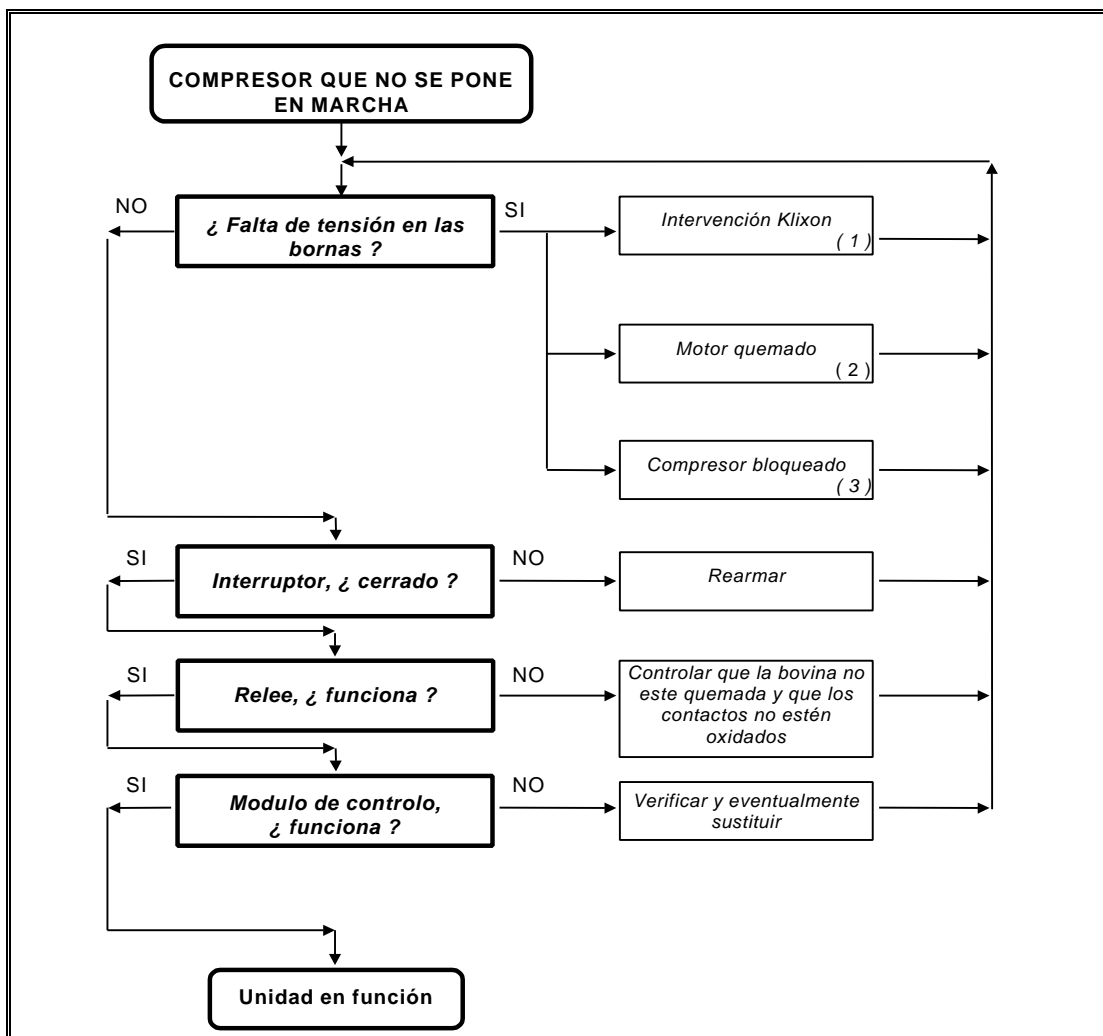 COMPRESOR QUE NO SE PONE
EN MARCHA
NO
¿ Falta de tensión en las
bornas ?
SI
Intervención Klixon
( 1 )
Motor quemado
( 2 )
Compresor bloqueado
( 3 )
SI
Interruptor, ¿ cerrado ?
NO
Rearmar
SI
Relee, ¿ funciona ?
NO
Controlar que la bovina no
este quemada y que los
contactos no estén
oxidados
SI
Modulo de controlo,
¿ funciona ?
NO
Verificar y eventualmente
sustituir
Unidad en función